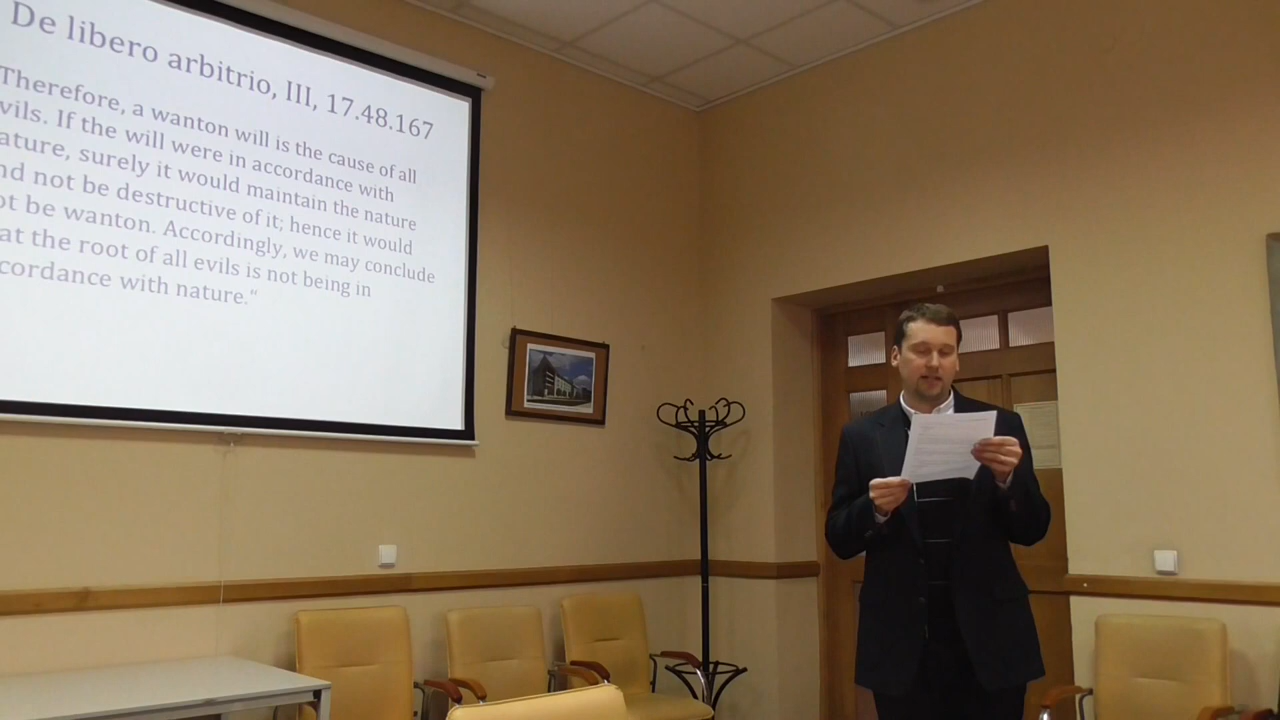 De libero arbitrio, III, 17.48.167
Therefore, a wanton will is the cause of all
vils. If the will were in accordance with
ature, surely it would maintain the nature
nd not be destructive of it; hence it would
ot be wanton. Accordingly, we may conclude
at the root of all evils is not being in
cordance with nature.“